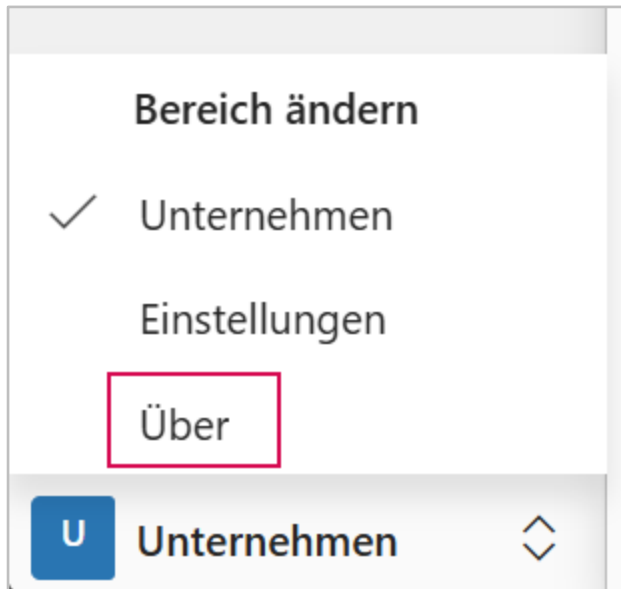 Bereich ändern
Unternehmen
Einstellungen
Über
U Unternehmen